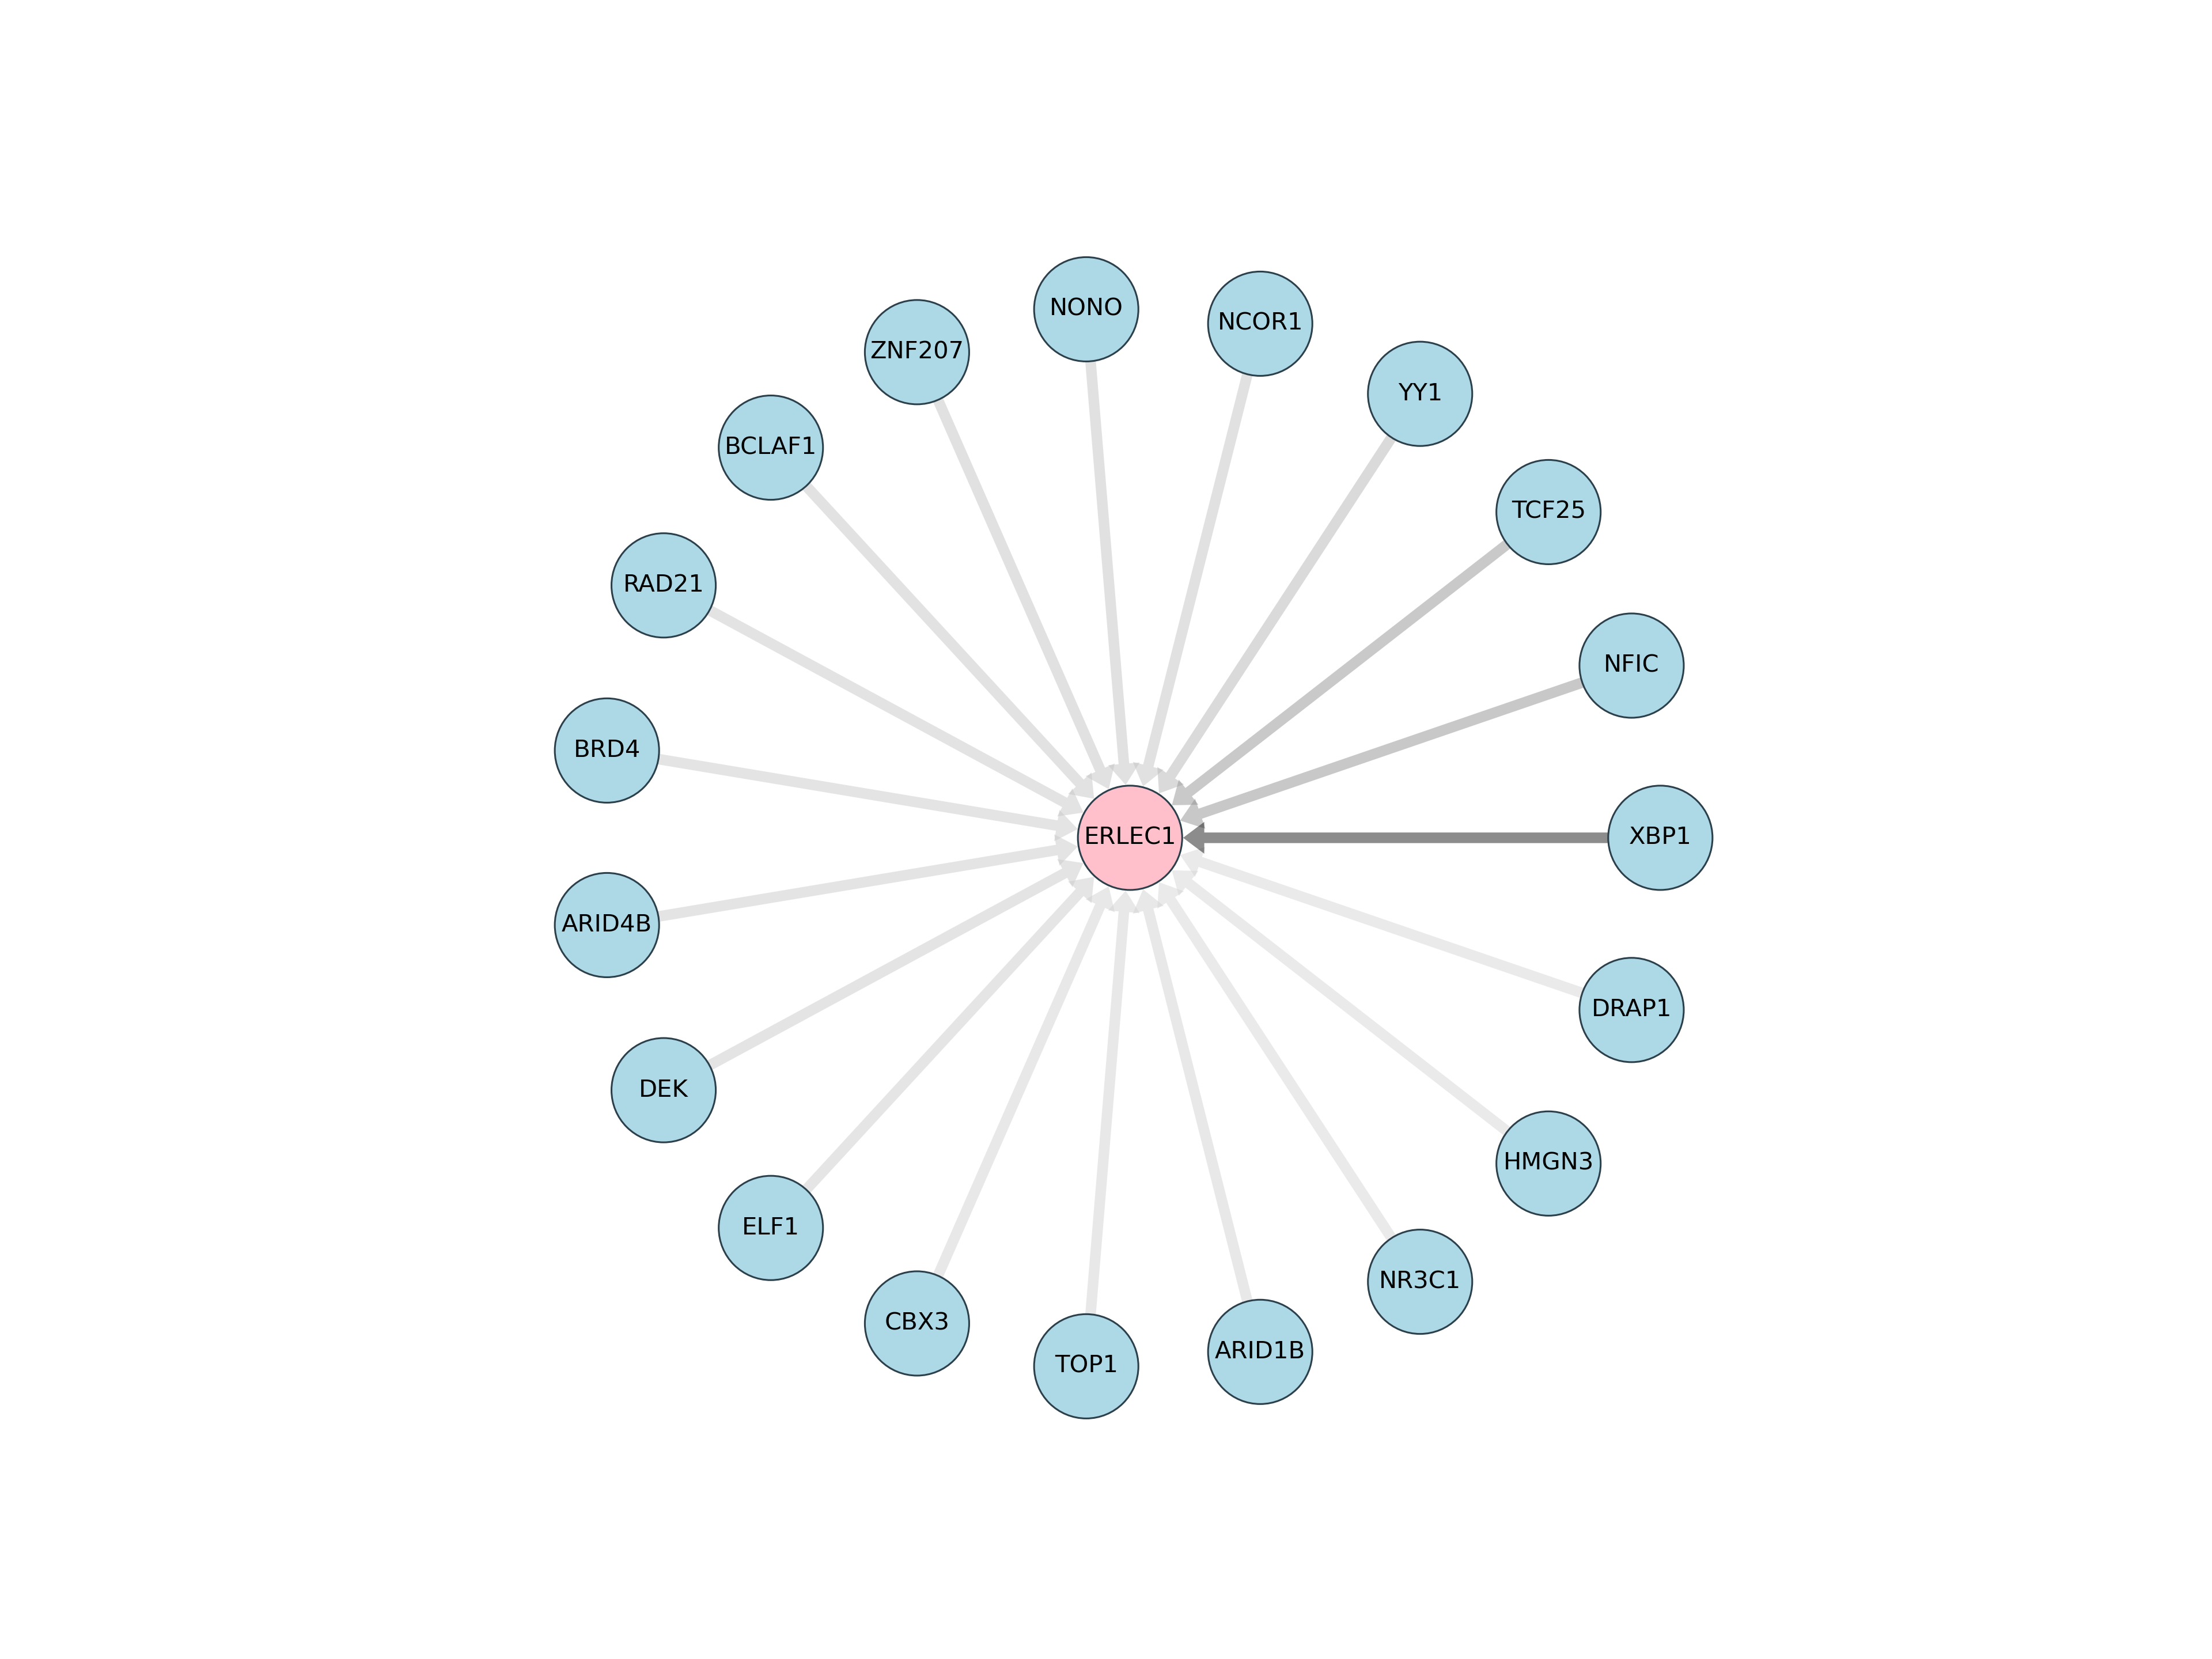 NONO
NCOR1
ZNF207
YY1
BCLAF1
TCF25
RAD21
NFIC
BRD4
ERLEC1
XBP1
ARID4B
DRAP1
DEK
HMGN3
ELF1
NR3C1
CBX3
ARID1B
TOP1